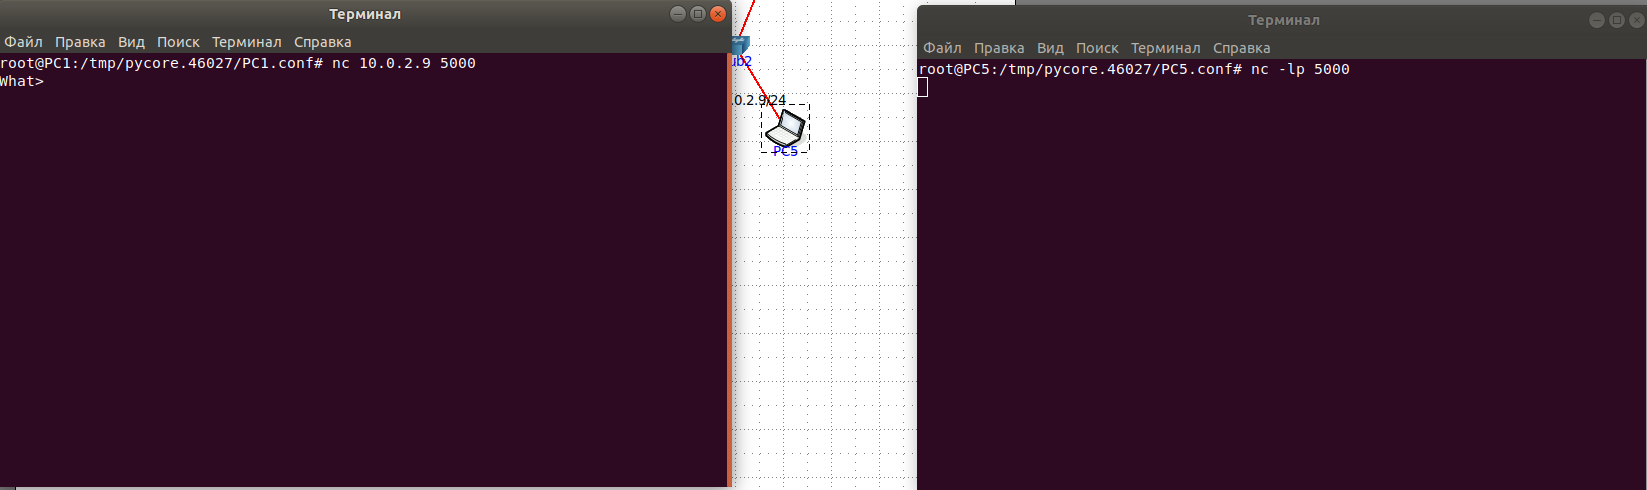 Терминал
Файл Правка Вид Поиск Терминал Справка
root@PC1:/tmp/pycore.46027/PC1.conf# nc 10.0.2.9 5000
What>
ub2
.0.2.9/24
PC5
Терминал
Файл Правка Вид Поиск Терминал Справка
root@PC5:/tmp/pycore.46027/PC5.conf# nc -lp 5000